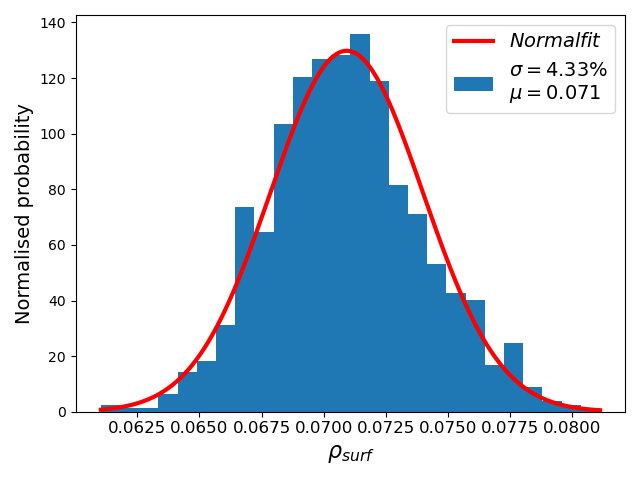 140
120
100
80
60
40
20
0
Normalised probability
Normalfit
σ = 4.33%
μ = 0.071
0.0625 0.0650 0.0675 0.0700 0.0725 0.0750 0.0775 0.0800
ρsurf